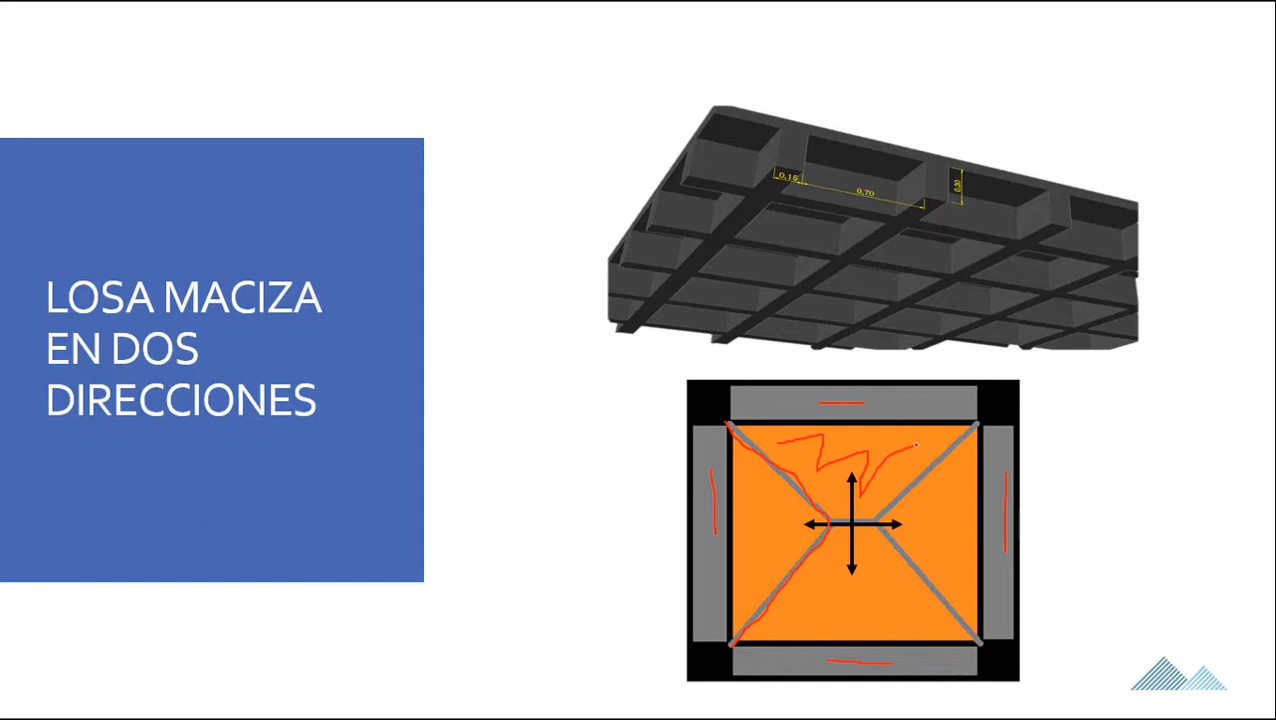 LOSA MACIZA
EN DOS
DIRECCIONES
0,16
0,70
0,30